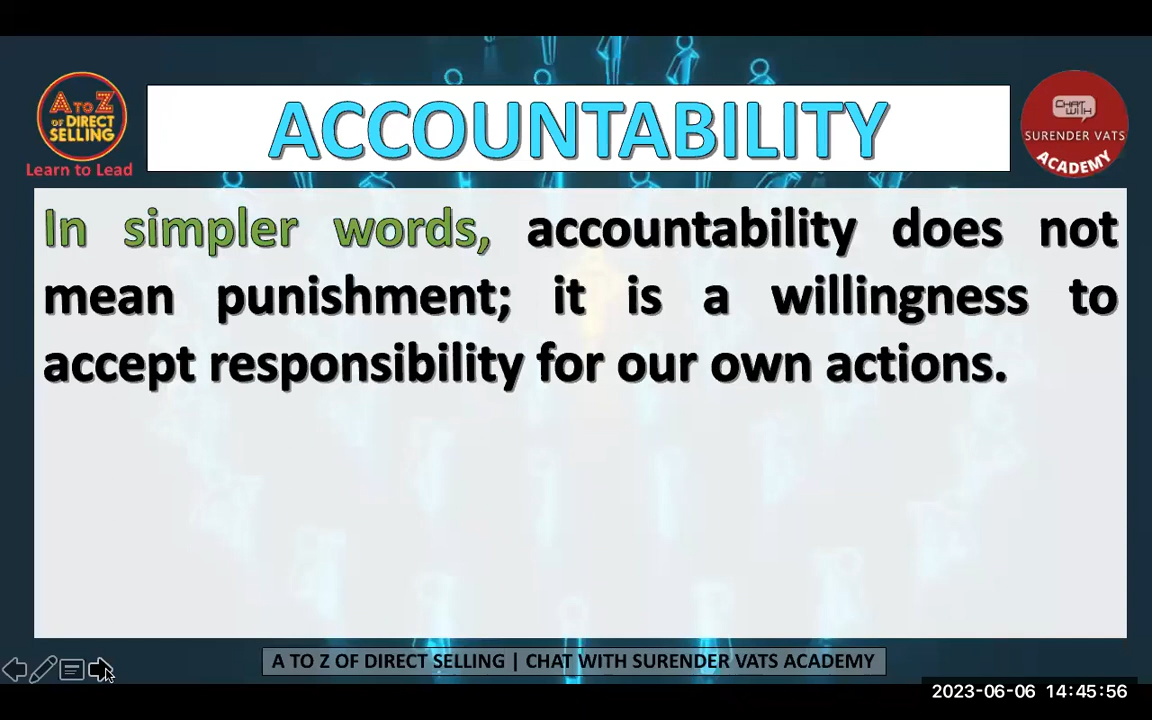 A TO Z
OF DIRECT
SELLING
Learn to Lead
ACCOUNTABILITY
CHAT
WITH
SURENDER VATS
ACADEMY
In simpler words, accountability does not
mean punishment; it is a willingness to
accept responsibility for our own actions.
A TO Z OF DIRECT SELLING | CHAT WITH SURENDER VATS ACADEMY
2023-06-06 14:45:56